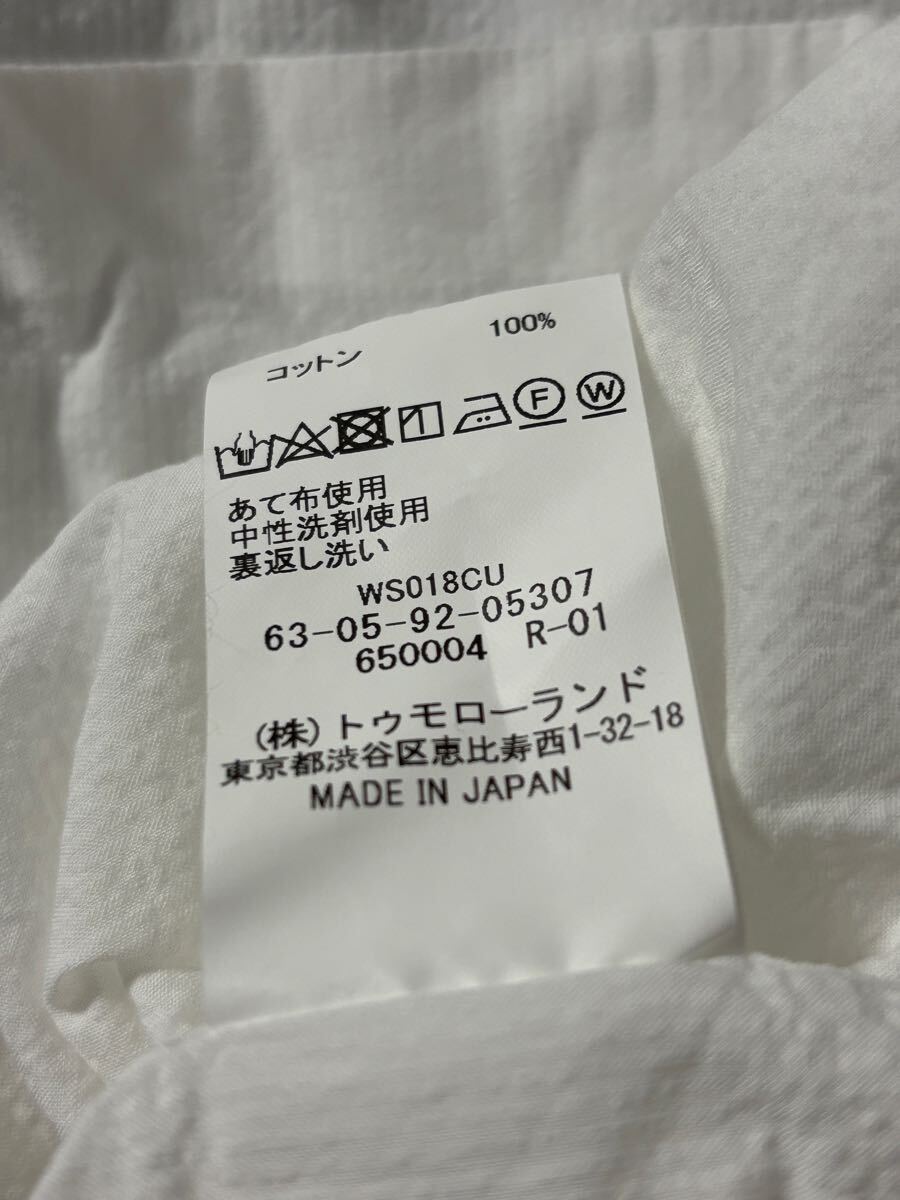 コットン 100%
F W
あて布使用
中性洗剤使用
裏返し洗い
WS018CU
63-05-92-05307
650004 R-01
(株)トゥモローランド
東京都渋谷区恵比寿西1-32-18
MADE IN JAPAN